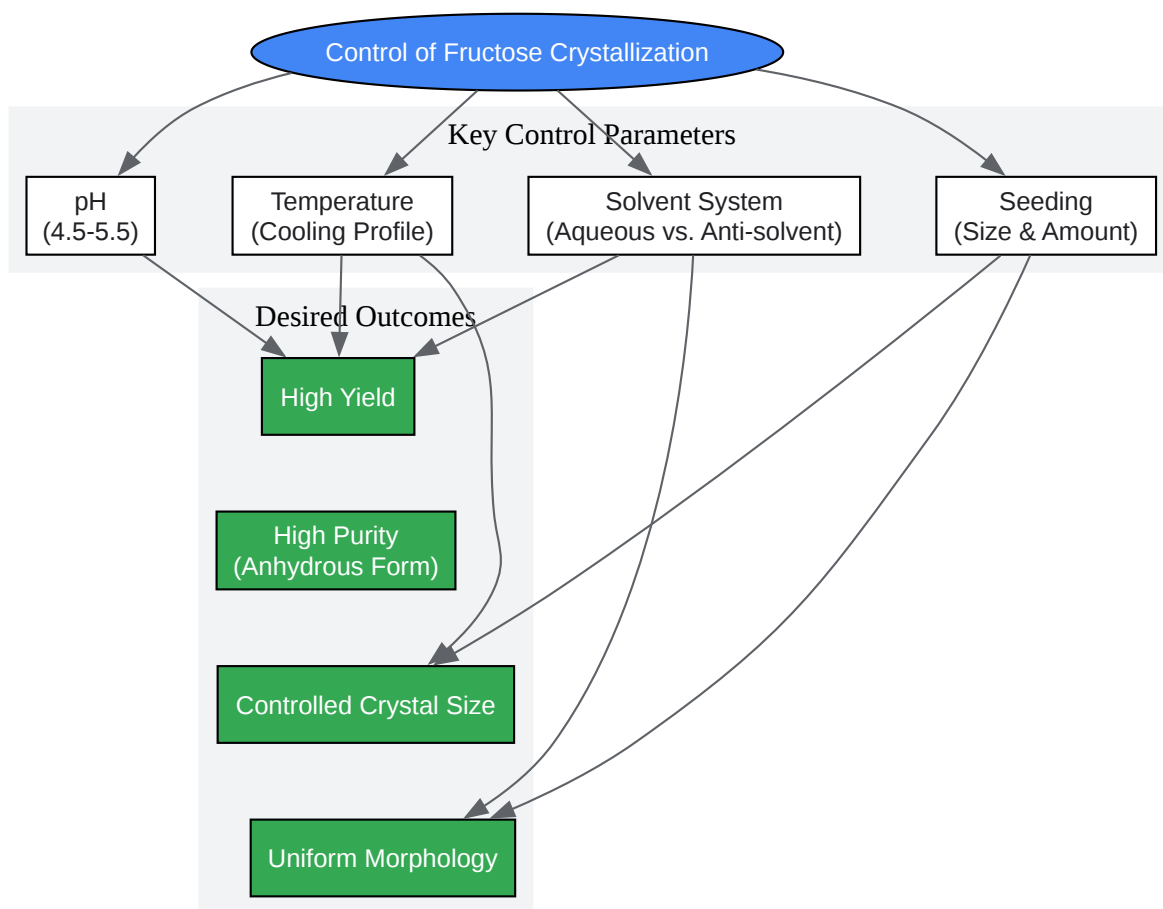 Control of Fructose Crystallization
Key Control Parameters
pH
(4.5-5.5)
Temperature
(Cooling Profile)
Solvent System
(Aqueous vs. Anti-solvent)
Seeding
(Size & Amount)
Desired Outcomes
High Yield
High Purity
(Anhydrous Form)
Controlled Crystal Size
Uniform Morphology